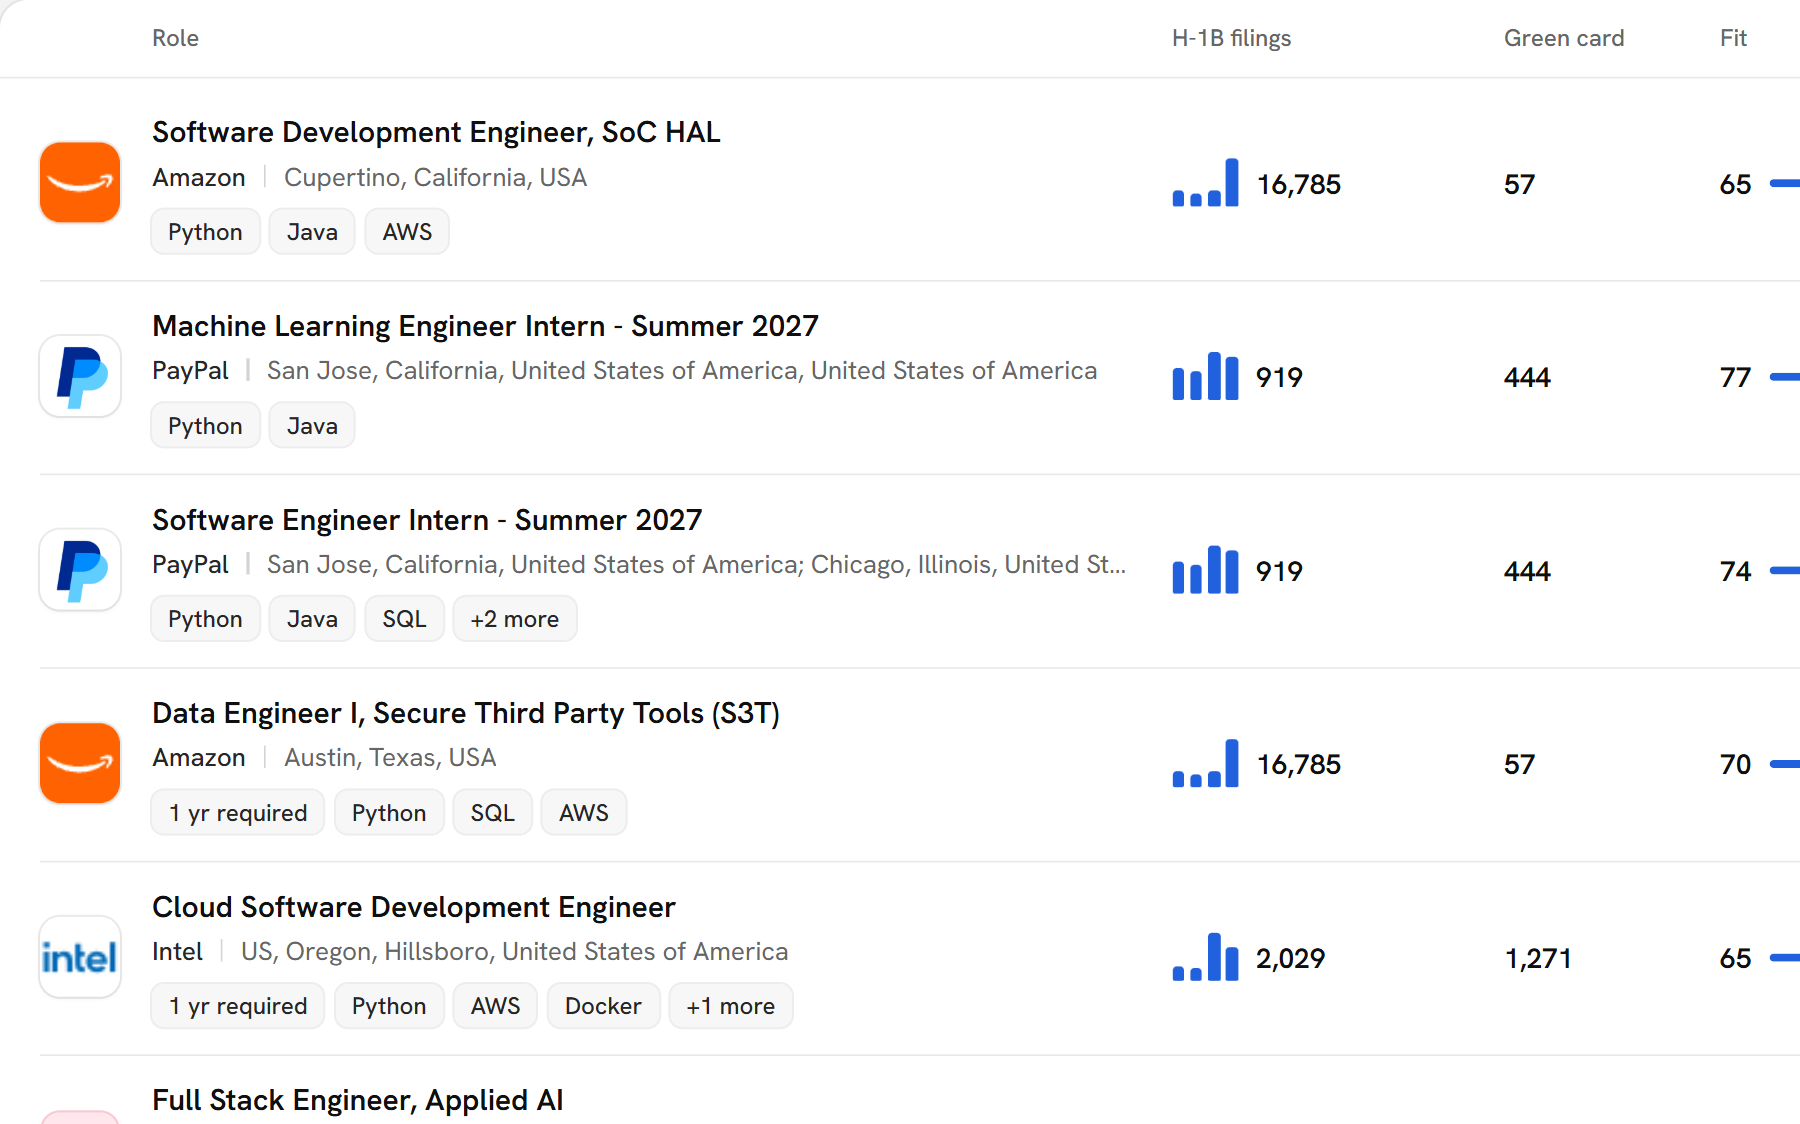 Role H-1B filings Green card Fit
Software Development Engineer, SoC HAL
Amazon | Cupertino, California, USA
16,785 57 65
Python Java AWS
Machine Learning Engineer Intern - Summer 2027
PayPal | San Jose, California, United States of America, United States of America
919 444 77
Python Java
Software Engineer Intern - Summer 2027
PayPal | San Jose, California, United States of America; Chicago, Illinois, United St...
919 444 74
Python Java SQL +2 more
Data Engineer I, Secure Third Party Tools (S3T)
Amazon | Austin, Texas, USA
16,785 57 70
1 yr required Python SQL AWS
Cloud Software Development Engineer
intel
Intel | US, Oregon, Hillsboro, United States of America
2,029 1,271 65
1 yr required Python AWS Docker +1 more
Full Stack Engineer, Applied AI